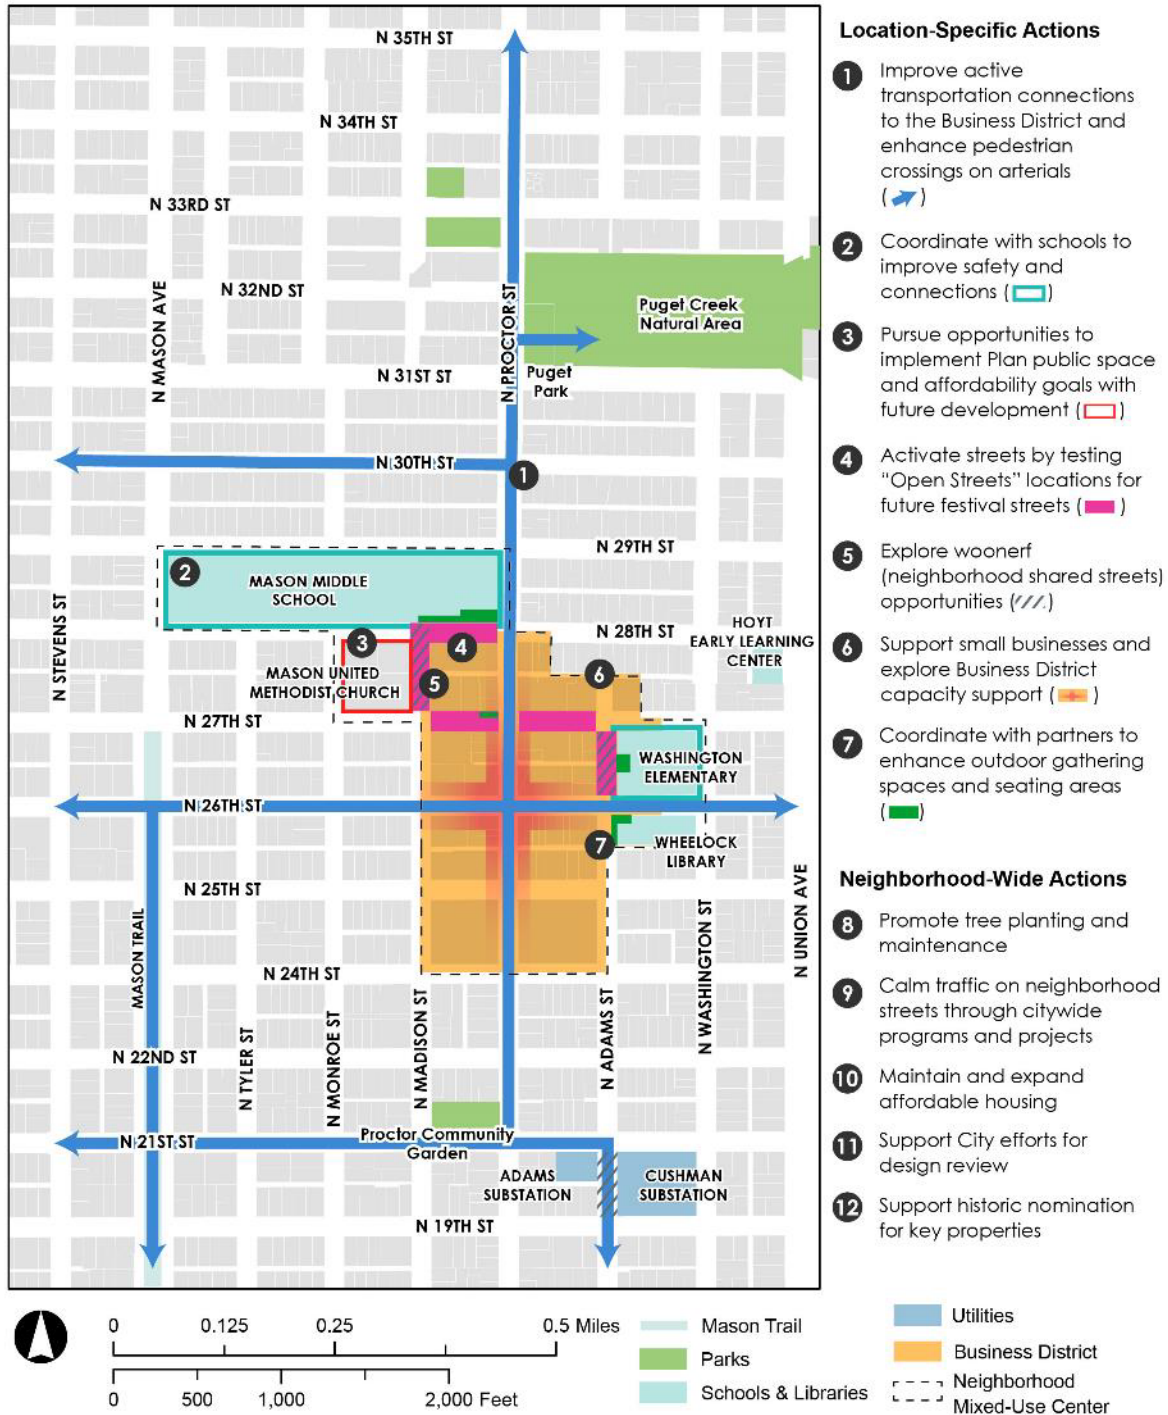 N 35TH ST
N 34TH ST
N 33RD ST
N 32ND ST
N MASON AVE
N PROCTOR ST
Puget Creek
Natural Area
N 31ST ST
Puget
Park
N 30TH ST
1
N 29TH ST
2
MASON MIDDLE
SCHOOL
N STEVENS ST
3
4
N 28TH ST
HOYT
EARLY LEARNING
CENTER
MASON UNITED
METHODIST CHURCH
5
6
N 27TH ST
WASHINGTON
ELEMENTARY
N 26TH ST
7
WHEELOCK
LIBRARY
N 25TH ST
MASON TRAIL
N UNION AVE
N WASHINGTON ST
N 24TH ST
N TYLER ST
N MONROE ST
N MADISON ST
N ADAMS ST
N 22ND ST
N 21ST ST
Proctor Community
Garden
ADAMS
SUBSTATION
CUSHMAN
SUBSTATION
N 19TH ST
Location-Specific Actions
1 Improve active
transportation connections
to the Business District and
enhance pedestrian
crossings on arterials
( )
2 Coordinate with schools to
improve safety and
connections ( )
3 Pursue opportunities to
implement Plan public space
and affordability goals with
future development ( )
4 Activate streets by testing
“Open Streets” locations for
future festival streets ( )
5 Explore woonerf
(neighborhood shared streets)
opportunities ( )
6 Support small businesses and
explore Business District
capacity support ( )
7 Coordinate with partners to
enhance outdoor gathering
spaces and seating areas
( )
Neighborhood-Wide Actions
8 Promote tree planting and
maintenance
9 Calm traffic on neighborhood
streets through citywide
programs and projects
10 Maintain and expand
affordable housing
11 Support City efforts for
design review
12 Support historic nomination
for key properties
0 0.125 0.25 0.5 Miles
0 500 1,000 2,000 Feet
Mason Trail
Parks
Schools & Libraries
Utilities
Business District
Neighborhood
Mixed-Use Center